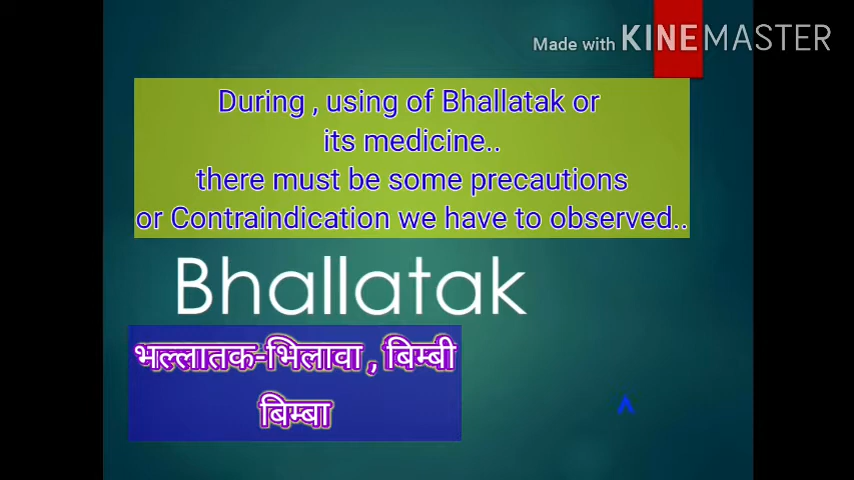 Made with KINEMASTER
During , using of Bhallatak or
its medicine..
there must be some precautions
or Contraindication we have to observed..
Bhallatak
भल्लातक-भिलावा , बिम्बी
बिम्बा